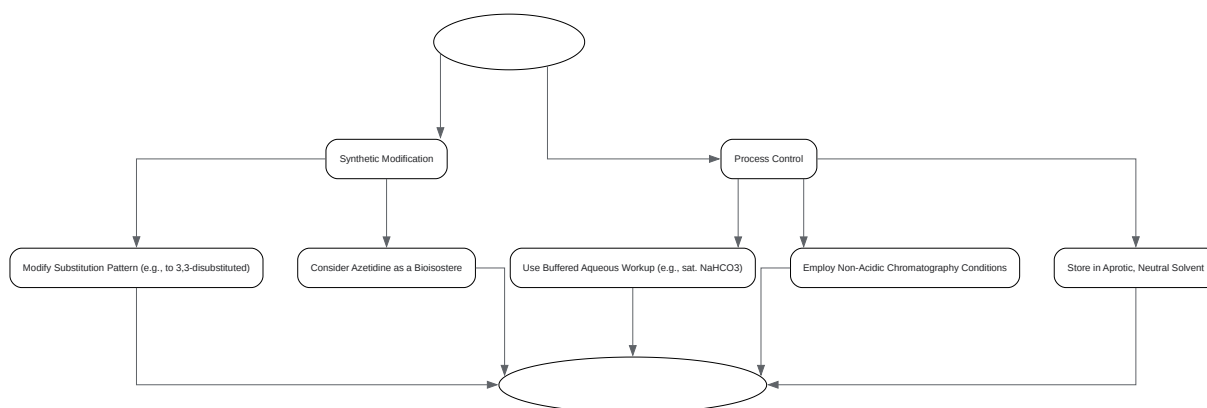 Synthetic Modification
Process Control
Modify Substitution Pattern (e.g., to 3,3-disubstituted)
Consider Azetidine as a Bioisostere
Use Buffered Aqueous Workup (e.g., sat. NaHCO3)
Employ Non-Acidic Chromatography Conditions
Store in Aprotic, Neutral Solvent